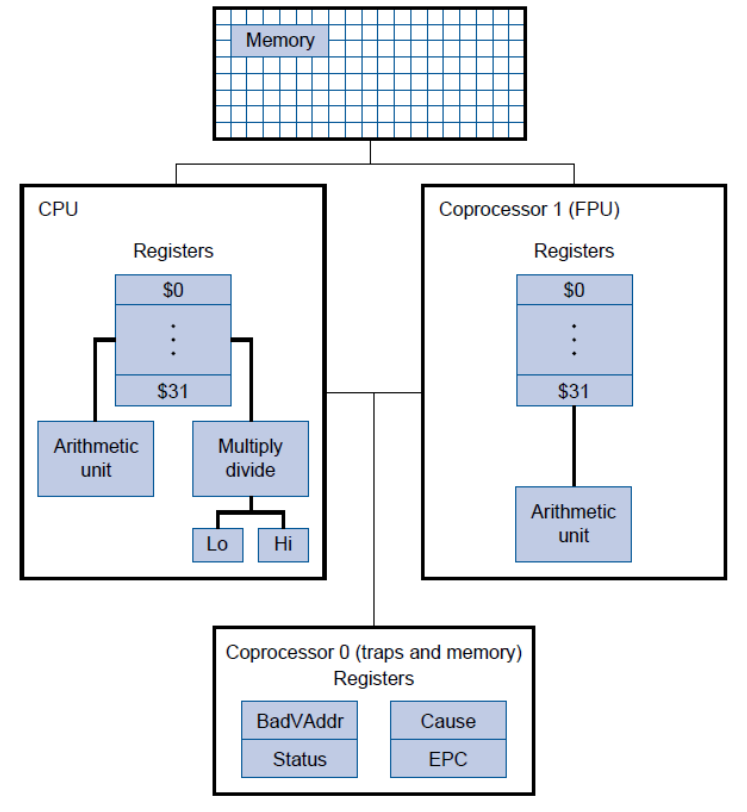 Memory
CPU
Registers
$0
$31
Arithmetic
unit
Multiply
divide
Lo
Hi
Coprocessor 1 (FPU)
Registers
$0
$31
Arithmetic
unit
Coprocessor 0 (traps and memory)
Registers
BadVAddr
Cause
Status
EPC